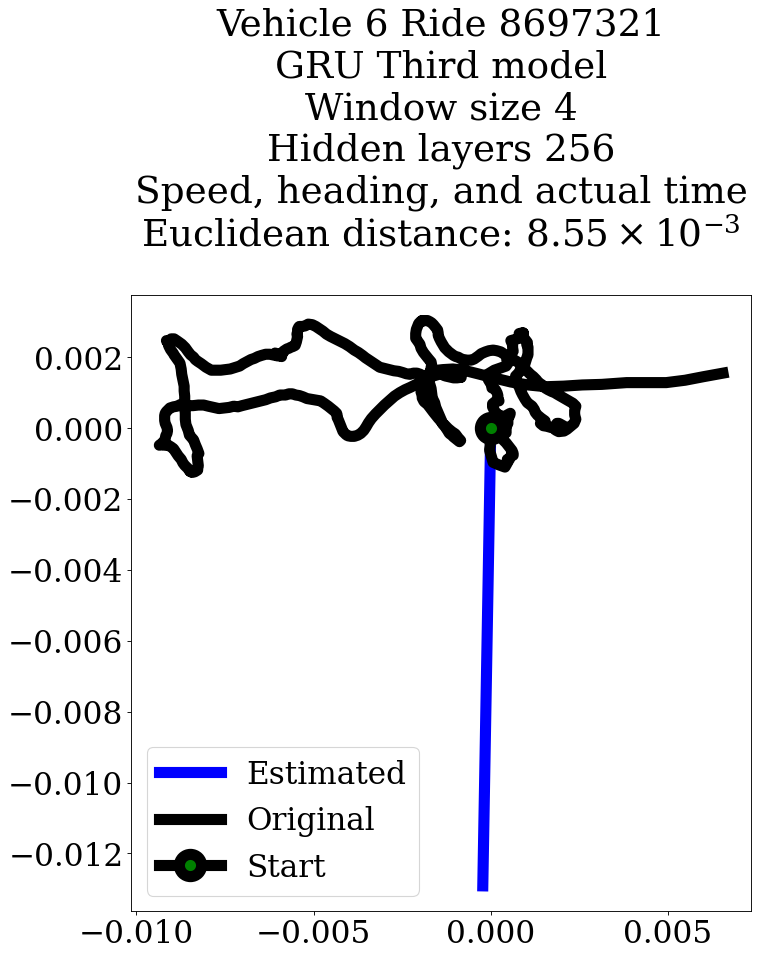 Vehicle 6 Ride 8697321
GRU Third model
Window size 4
Hidden layers 256
Speed, heading, and actual time
Euclidean distance: 8.55 × 10⁻³
0.002
0.000
−0.002
−0.004
−0.006
−0.008
−0.010
−0.012
Estimated
Original
Start
−0.010
−0.005
0.000
0.005